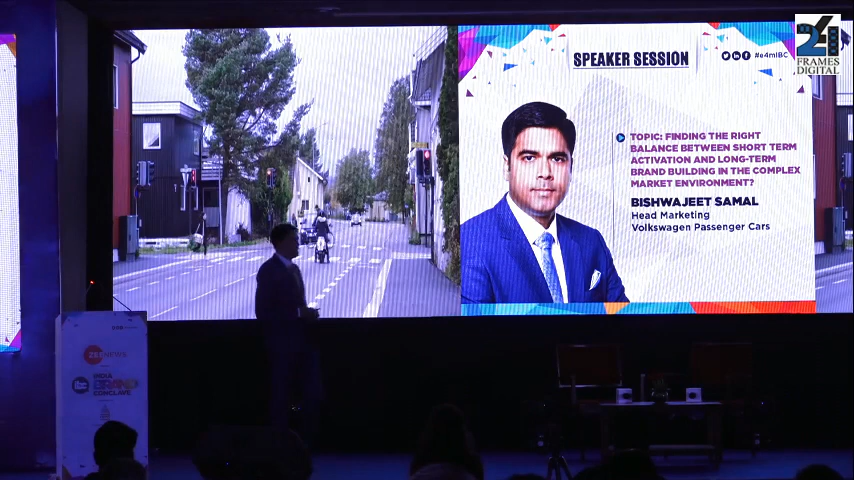 SPEAKER SESSION
#e4mIBC
24
FRAMES
DIGITAL
TOPIC: FINDING THE RIGHT
BALANCE BETWEEN SHORT TERM
ACTIVATION AND LONG-TERM
BRAND BUILDING IN THE COMPLEX
MARKET ENVIRONMENT?
BISHWAJEET SAMAL
Head Marketing
Volkswagen Passenger Cars
ZEE NEWS
INDIA
BRAND
CONCLAVE